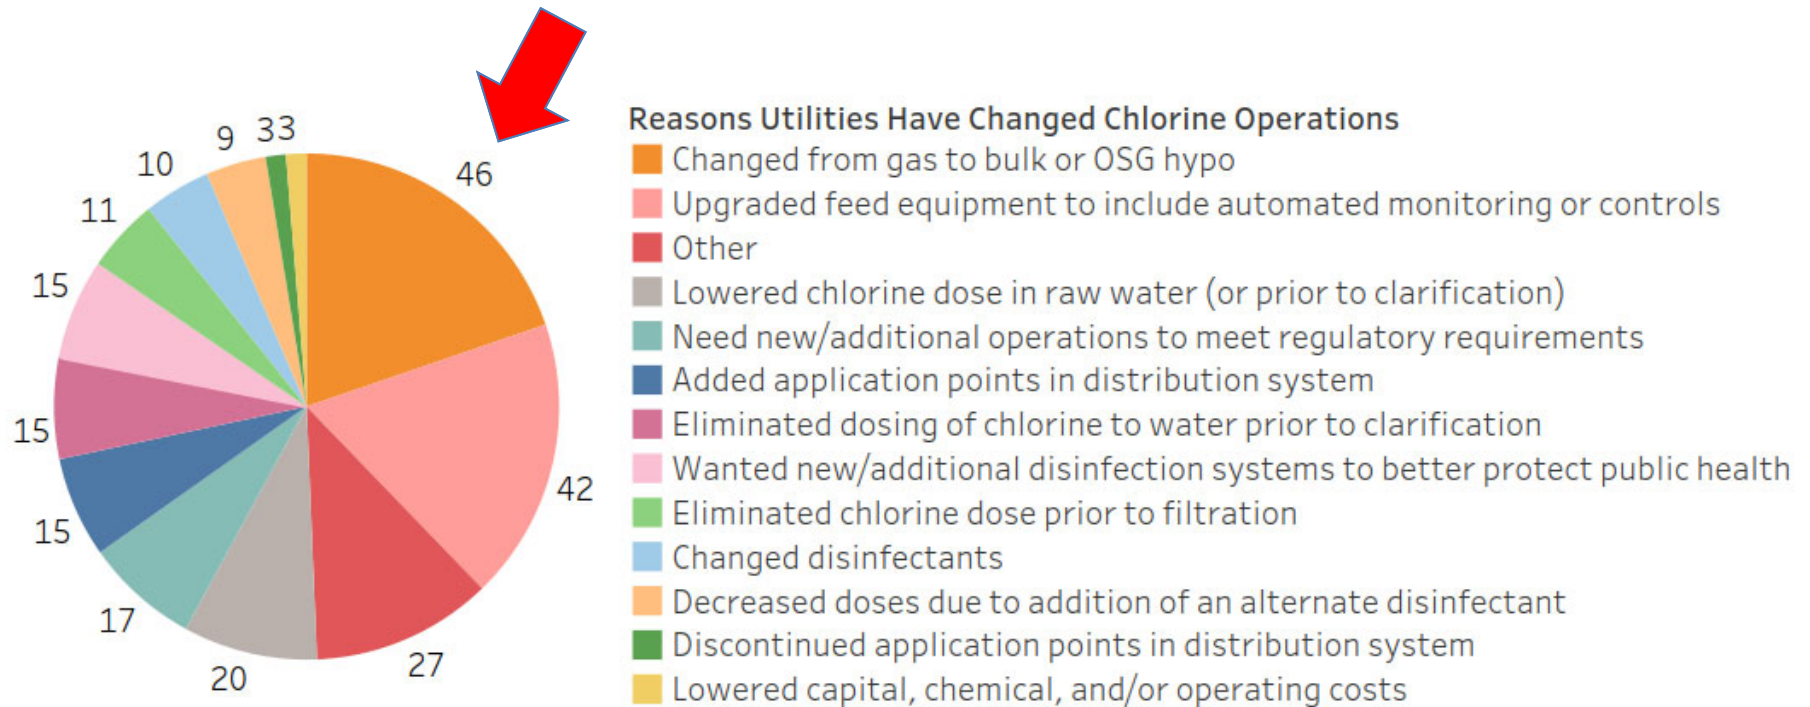 33
9
10
46
11
15
42
15
15
17
27
20
Reasons Utilities Have Changed Chlorine Operations
Changed from gas to bulk or OSG hypo
Upgraded feed equipment to include automated monitoring or controls
Other
Lowered chlorine dose in raw water (or prior to clarification)
Need new/additional operations to meet regulatory requirements
Added application points in distribution system
Eliminated dosing of chlorine to water prior to clarification
Wanted new/additional disinfection systems to better protect public health
Eliminated chlorine dose prior to filtration
Changed disinfectants
Decreased doses due to addition of an alternate disinfectant
Discontinued application points in distribution system
Lowered capital, chemical, and/or operating costs